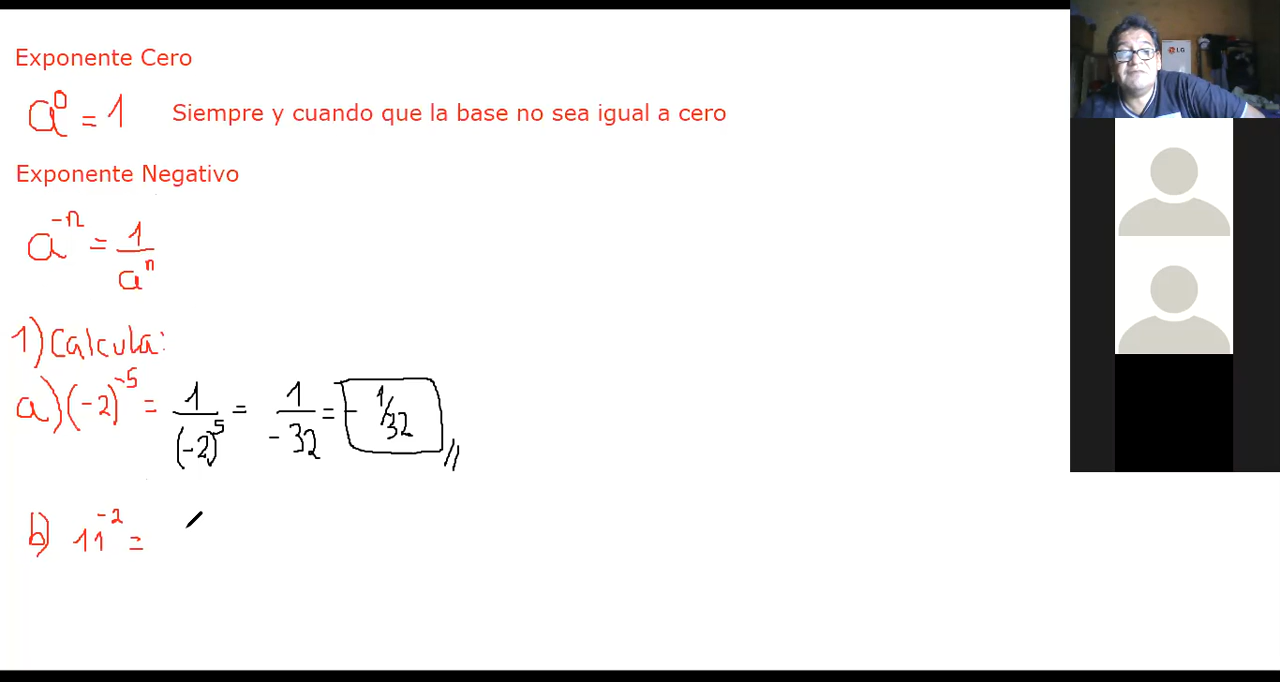 Exponente Cero
a⁰ = 1 Siempre y cuando que la base no sea igual a cero
Exponente Negativo
a⁻ⁿ = 1/aⁿ
1) Calcula:
a) (-2)⁻⁵ = 1/(-2)⁵ = 1/-32 = - 1/32 //
b) 11⁻² =
LG